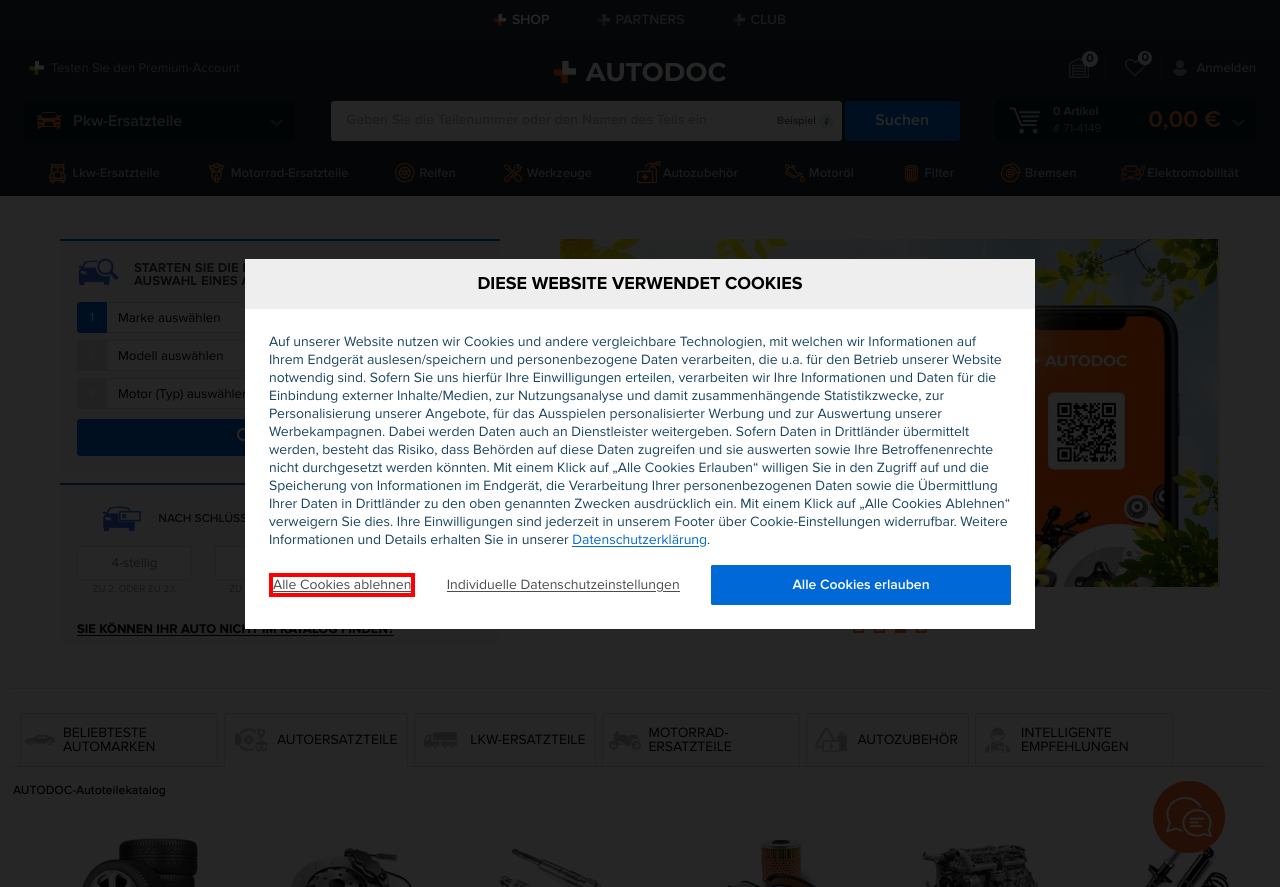 SHOP
PARTNERS
CLUB
Testen Sie den Premium-Account
AUTODOC
0
0
Anmelden
Pkw-Ersatzteile
Geben Sie die Teilenummer oder den Namen des Teils ein
Beispiel
Suchen
0 Artikel
# 71-4149
0,00 €
Lkw-Ersatzteile
Motorrad-Ersatzteile
Reifen
Werkzeuge
Autozubehör
Motoröl
Filter
Bremsen
Elektromobilität
STARTEN SIE DIE
AUSWAHL EINES
1
Marke auswählen
Modell auswählen
Motor (Typ) auswählen
AUTODOC
DIESE WEBSITE VERWENDET COOKIES
Auf unserer Website nutzen wir Cookies und andere vergleichbare Technologien, mit welchen wir Informationen auf
Ihrem Endgerät auslesen/speichern und personenbezogene Daten verarbeiten, die u.a. für den Betrieb unserer Website
notwendig sind. Sofern Sie uns hierfür Ihre Einwilligungen erteilen, verarbeiten wir Ihre Informationen und Daten für die
Einbindung externer Inhalte/Medien, zur Nutzungsanalyse und damit zusammenhängende Statistikzwecke, zur
Personalisierung unserer Angebote, für das Ausspielen personalisierter Werbung und zur Auswertung unserer
Werbekampagnen. Dabei werden Daten auch an Dienstleister weitergeben. Sofern Daten in Drittländer übermittelt
werden, besteht das Risiko, dass Behörden auf diese Daten zugreifen und sie auswerten sowie Ihre Betroffenenrechte
nicht durchgesetzt werden könnten. Mit einem Klick auf „Alle Cookies Erlauben“ willigen Sie in den Zugriff auf und die
Speicherung von Informationen im Endgerät, die Verarbeitung Ihrer personenbezogenen Daten sowie die Übermittlung
Ihrer Daten in Drittländer zu den oben genannten Zwecken ausdrücklich ein. Mit einem Klick auf „Alle Cookies Ablehnen“
verweigern Sie dies. Ihre Einwilligungen sind jederzeit in unserem Footer über Cookie-Einstellungen widerrufbar. Weitere
Informationen und Details erhalten Sie in unserer Datenschutzerklärung.
Alle Cookies ablehnen
Individuelle Datenschutzeinstellungen
Alle Cookies erlauben
NACH SCHLÜSS
4-stellig
ZU 2: ODER ZU 2.1:
ZU
SIE KÖNNEN IHR AUTO NICHT IM KATALOG FINDEN?
BELIEBTESTE
AUTOMARKEN
AUTOERSATZTEILE
LKW-ERSATZTEILE
MOTORRAD-
ERSATZTEILE
AUTOZUBEHÖR
INTELLIGENTE
EMPFEHLUNGEN
AUTODOC-Autoteilekatalog